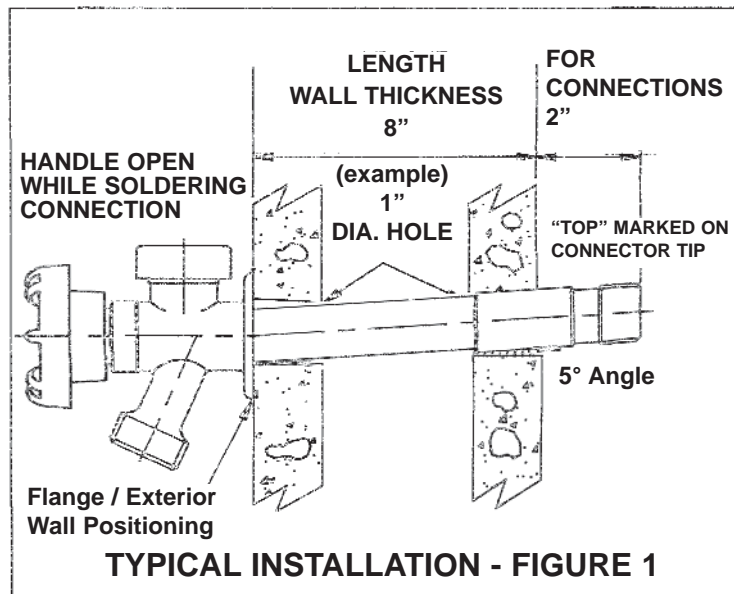 LENGTH
WALL THICKNESS
8”
FOR
CONNECTIONS
2”
HANDLE OPEN
WHILE SOLDERING
CONNECTION
(example)
1”
DIA. HOLE
“TOP” MARKED ON
CONNECTOR TIP
5° Angle
Flange / Exterior
Wall Positioning
TYPICAL INSTALLATION - FIGURE 1